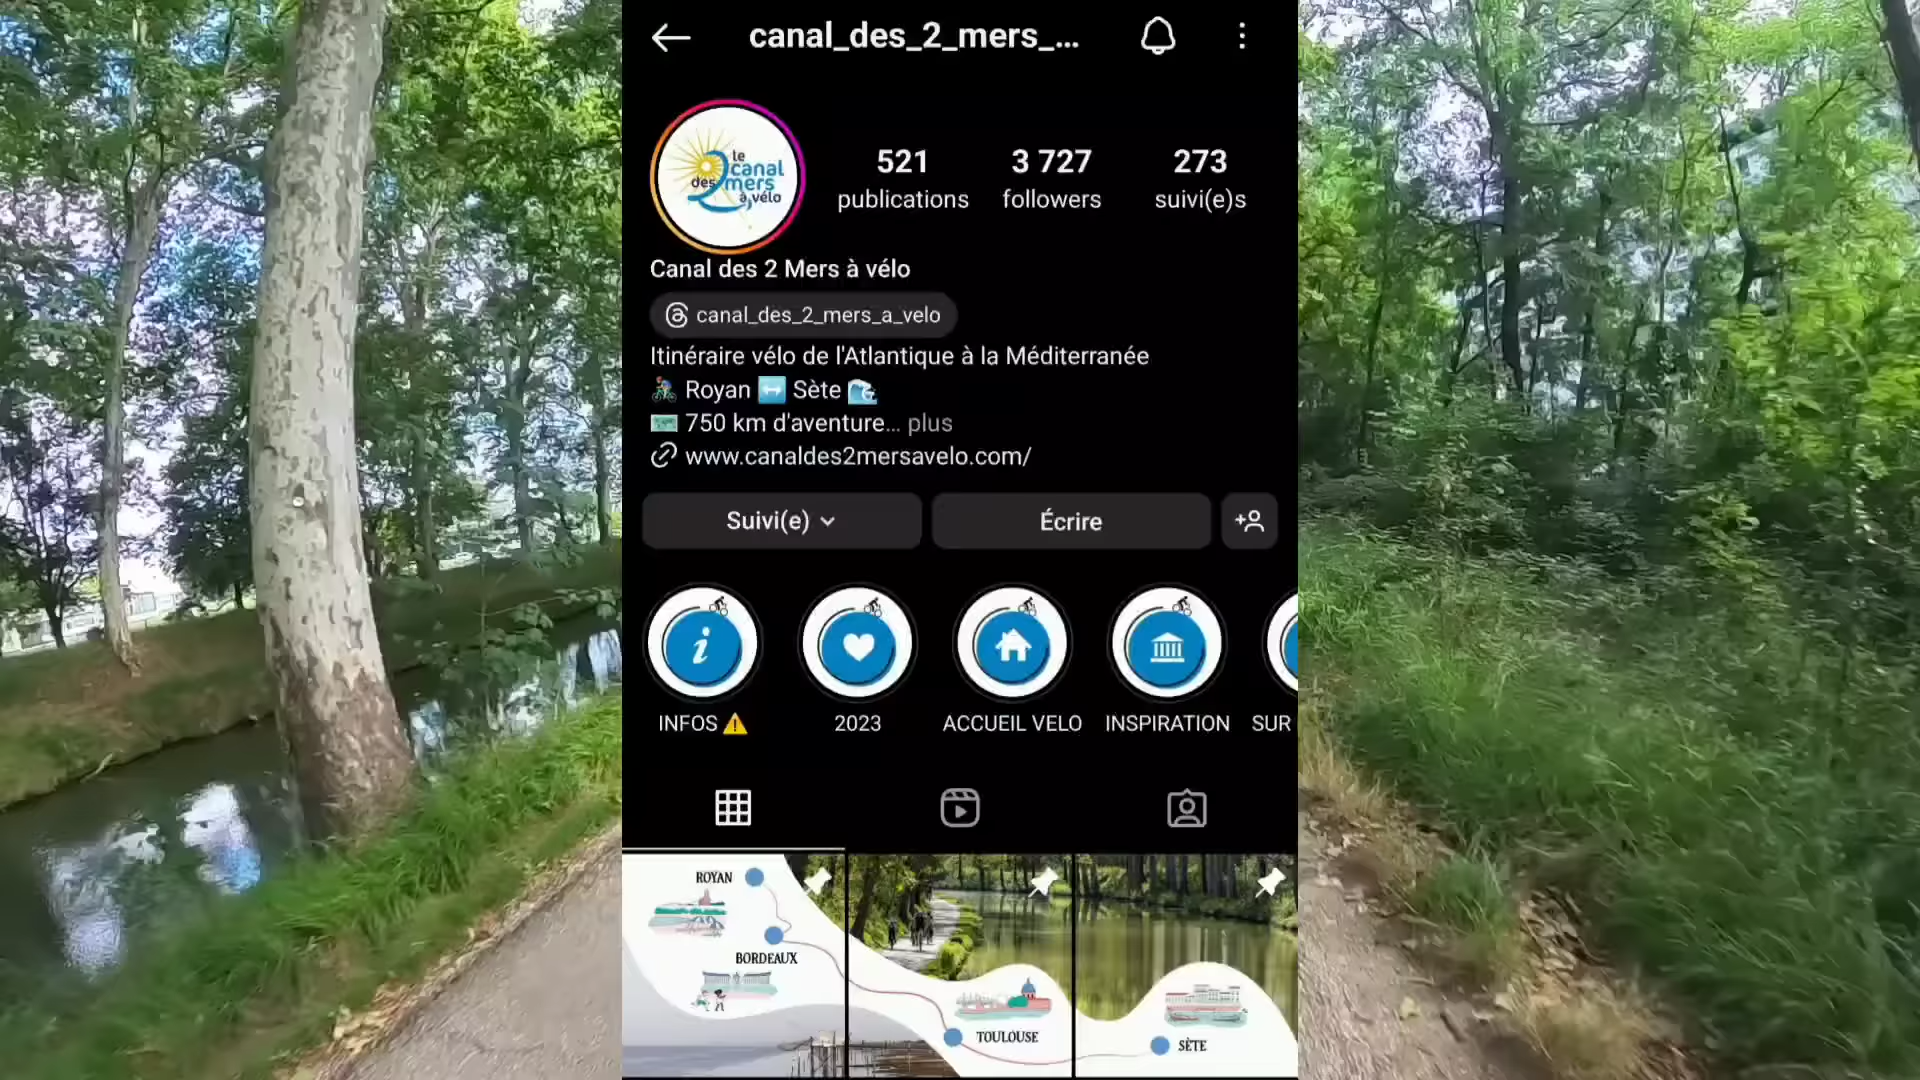 canal_des_2_mers_...
le
canal
des 2 mers
à vélo
521
publications
3 727
followers
273
suivi(e)s
Canal des 2 Mers à vélo
canal_des_2_mers_a_velo
Itinéraire vélo de l'Atlantique à la Méditerranée
Royan ↔ Sète
750 km d'aventure... plus
www.canaldes2mersavelo.com/
Suivi(e)
Écrire
INFOS
2023
ACCUEIL VELO
INSPIRATION
SUR
ROYAN
BORDEAUX
TOULOUSE
SÈTE